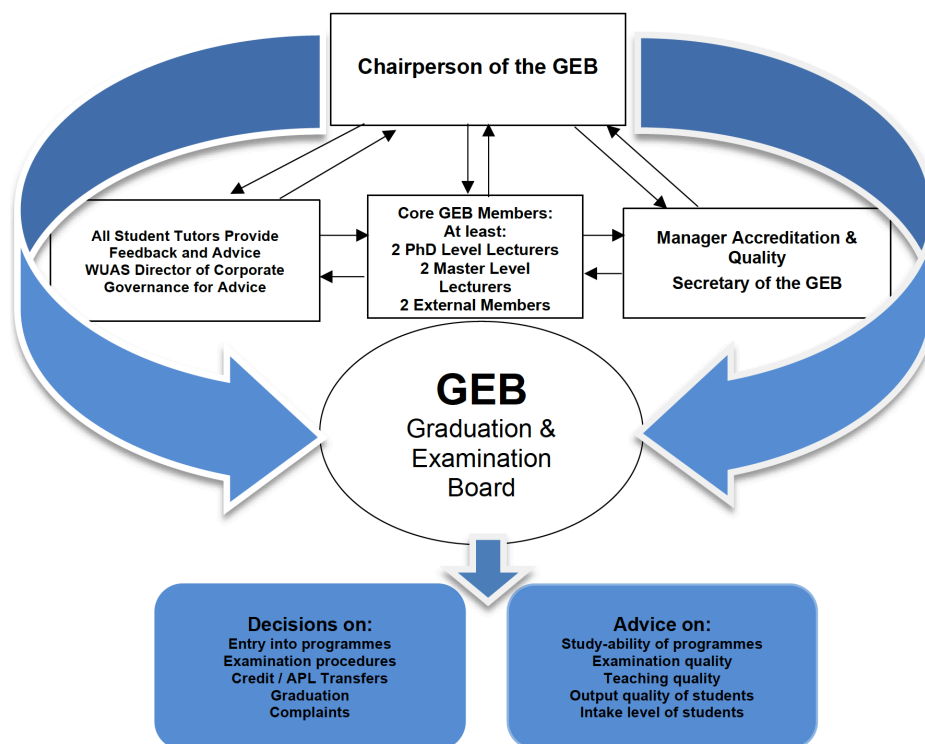 Chairperson of the GEB
All Student Tutors Provide
Feedback and Advice
WUAS Director of Corporate
Governance for Advice
Core GEB Members:
At least:
2 PhD Level Lecturers
2 Master Level
Lecturers
2 External Members
Manager Accreditation &
Quality
Secretary of the GEB
GEB
Graduation &
Examination
Board
Decisions on:
Entry into programmes
Examination procedures
Credit / APL Transfers
Graduation
Complaints
Advice on:
Study-ability of programmes
Examination quality
Teaching quality
Output quality of students
Intake level of students